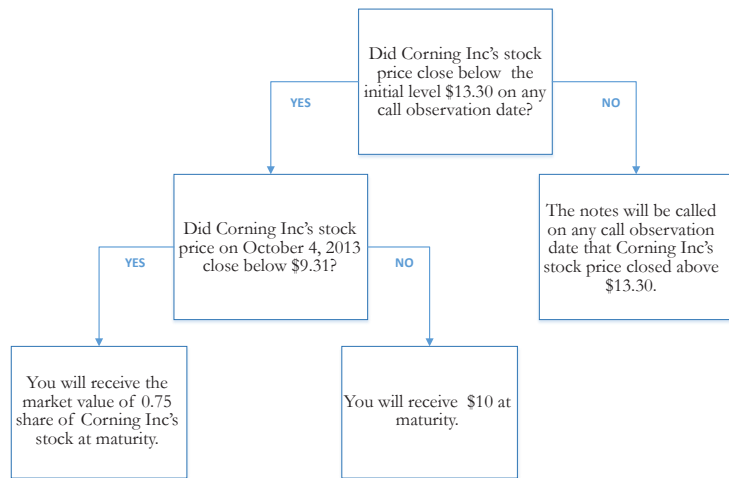 Did Corning Inc's stock
price close below the
initial level $13.30 on any
call observation date?
YES
NO
Did Corning Inc's stock
price on October 4, 2013
close below $9.31?
The notes will be called
on any call observation
date that Corning Inc's
stock price closed above
$13.30.
YES
NO
You will receive the
market value of 0.75
share of Corning Inc's
stock at maturity.
You will receive $10 at
maturity.